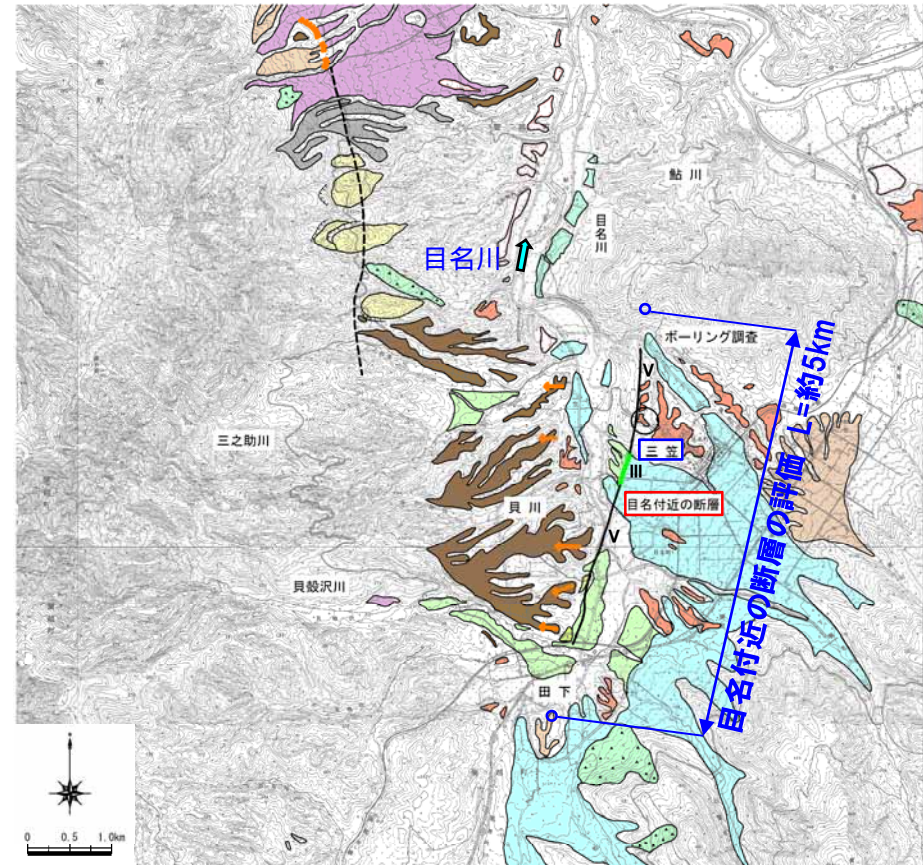 鮎 川
目名川
目名川
ボーリング調査
V
三之助川
三 笠
III
目名付近の断層
貝 川
V
目名付近の断層の評価 L=約5km
貝殻沢川
田 下
0 0.5 1.0km